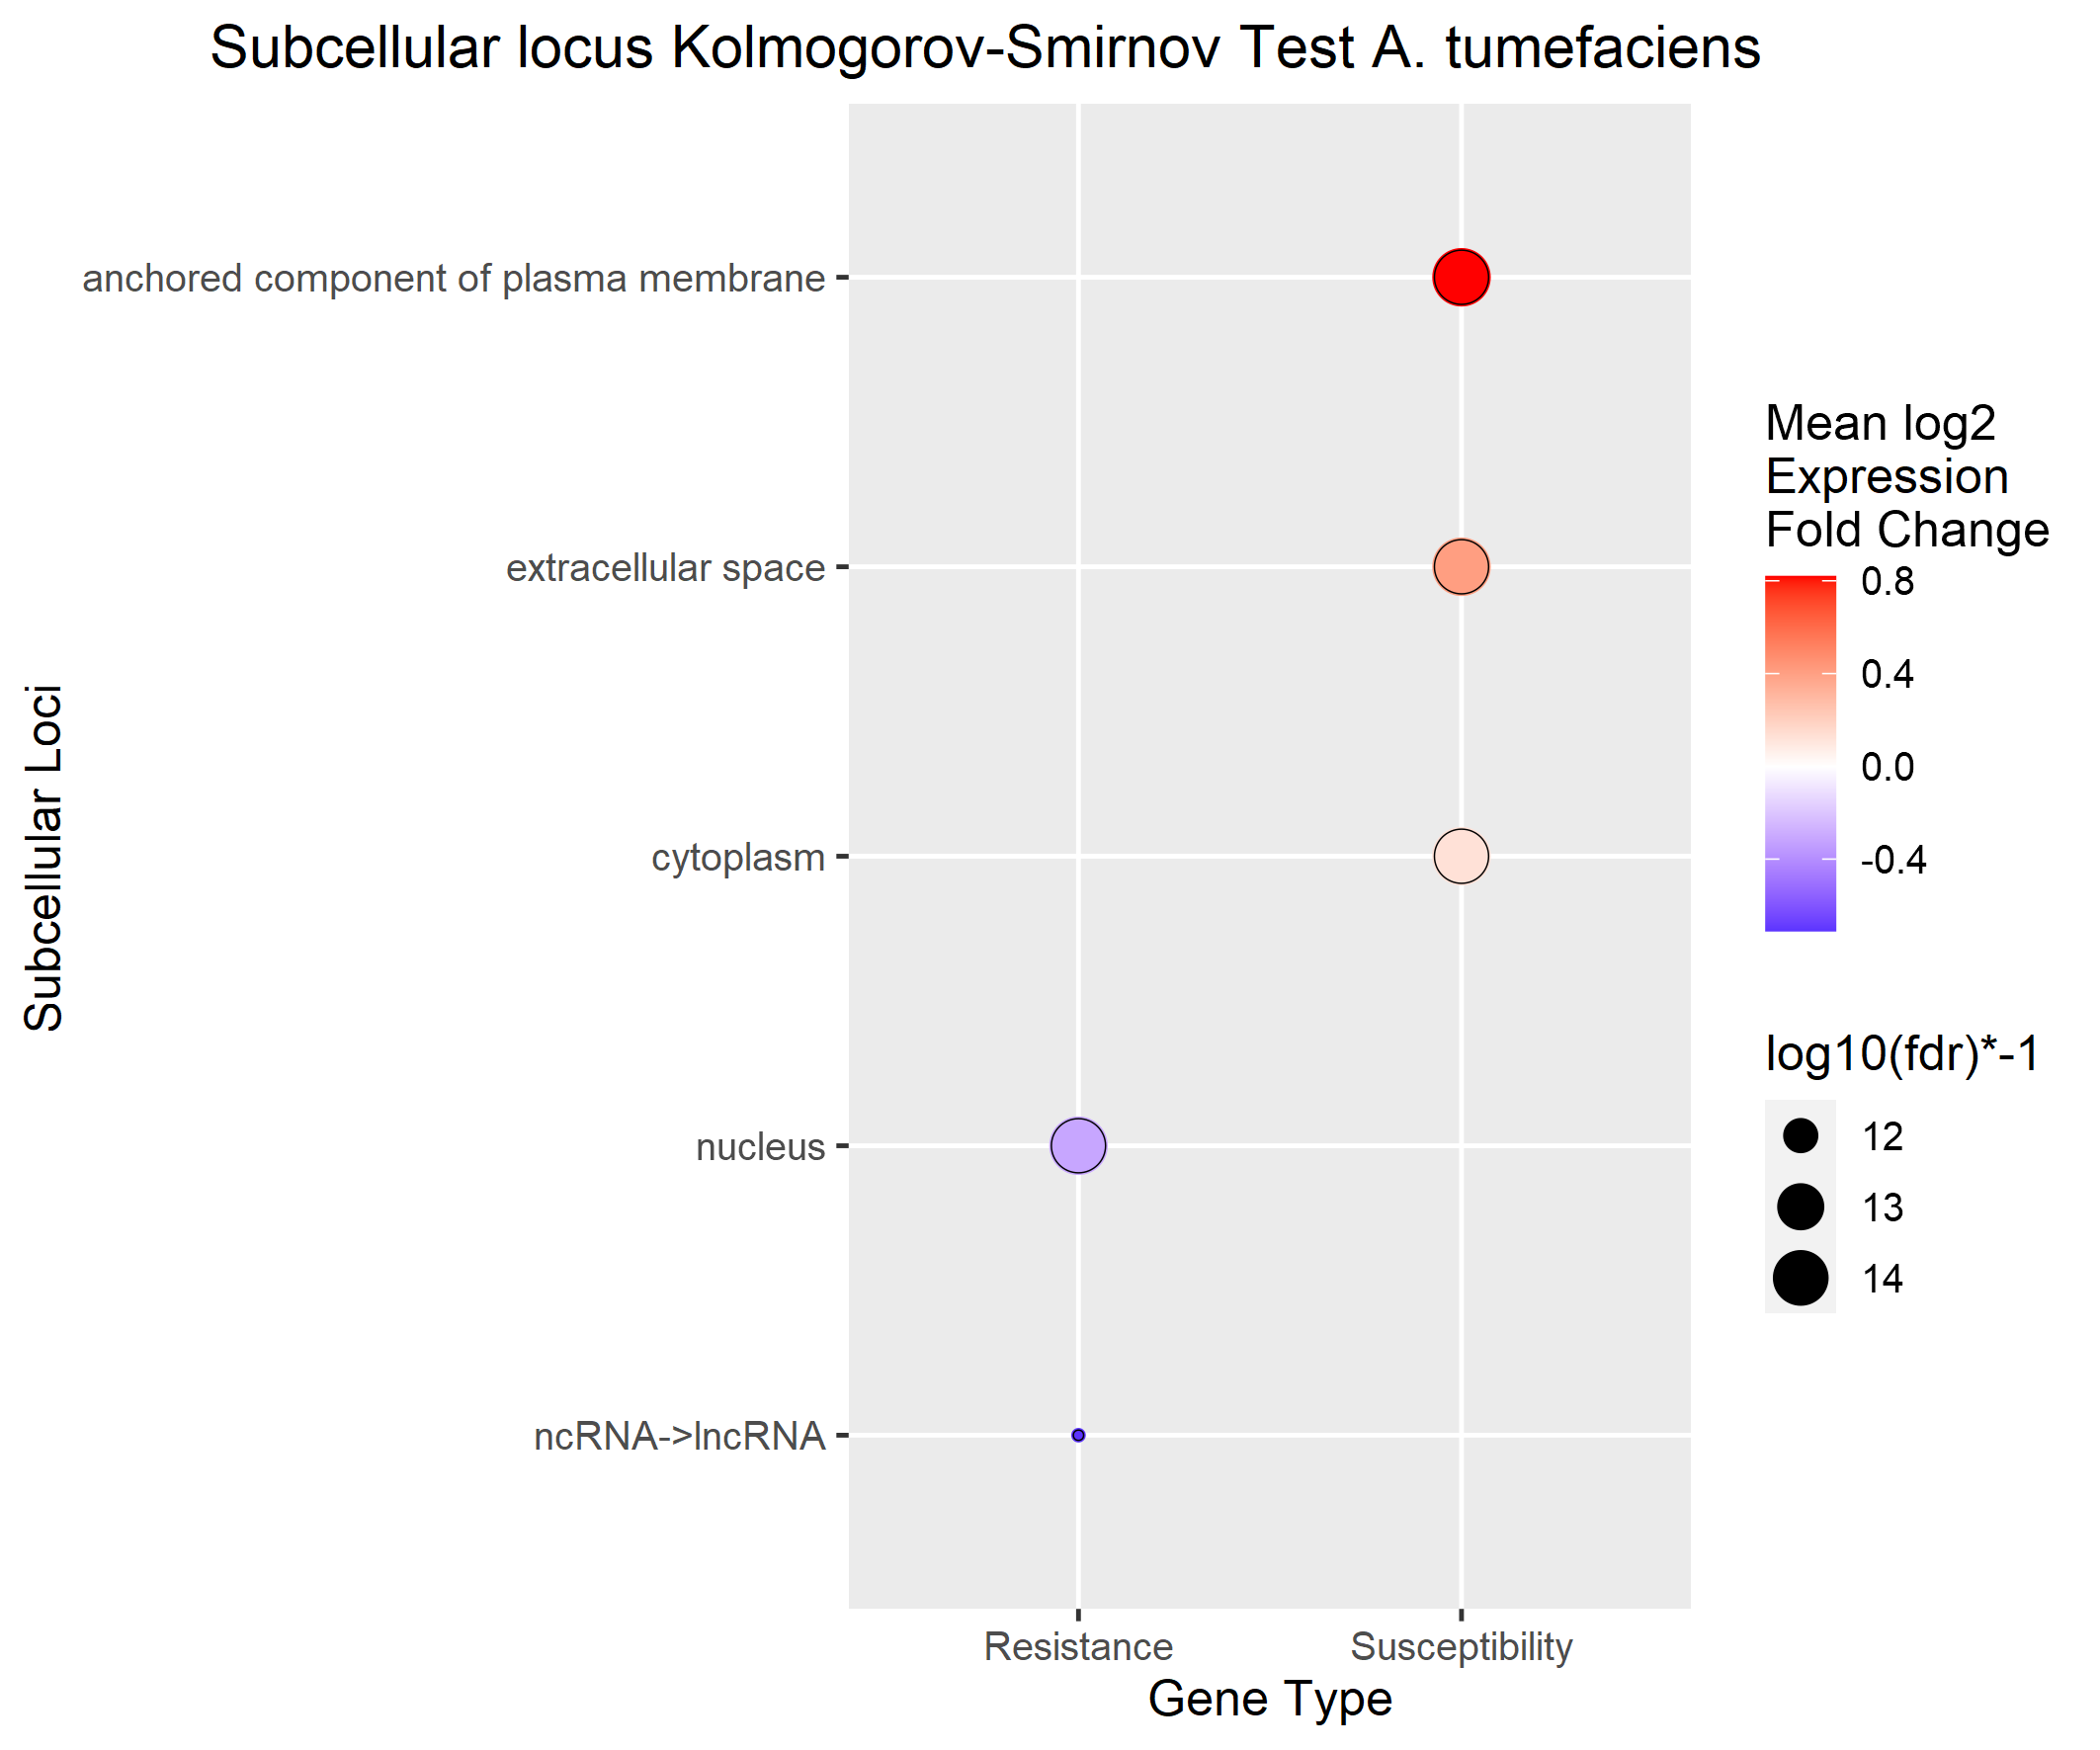 Subcellular locus Kolmogorov-Smirnov Test A. tumefaciens
Subcellular Loci
anchored component of plasma membrane
extracellular space
cytoplasm
nucleus
ncRNA->lncRNA
Resistance
Susceptibility
Gene Type
Mean log2
Expression
Fold Change
0.8
0.4
0.0
-0.4
log10(fdr)*-1
12
13
14